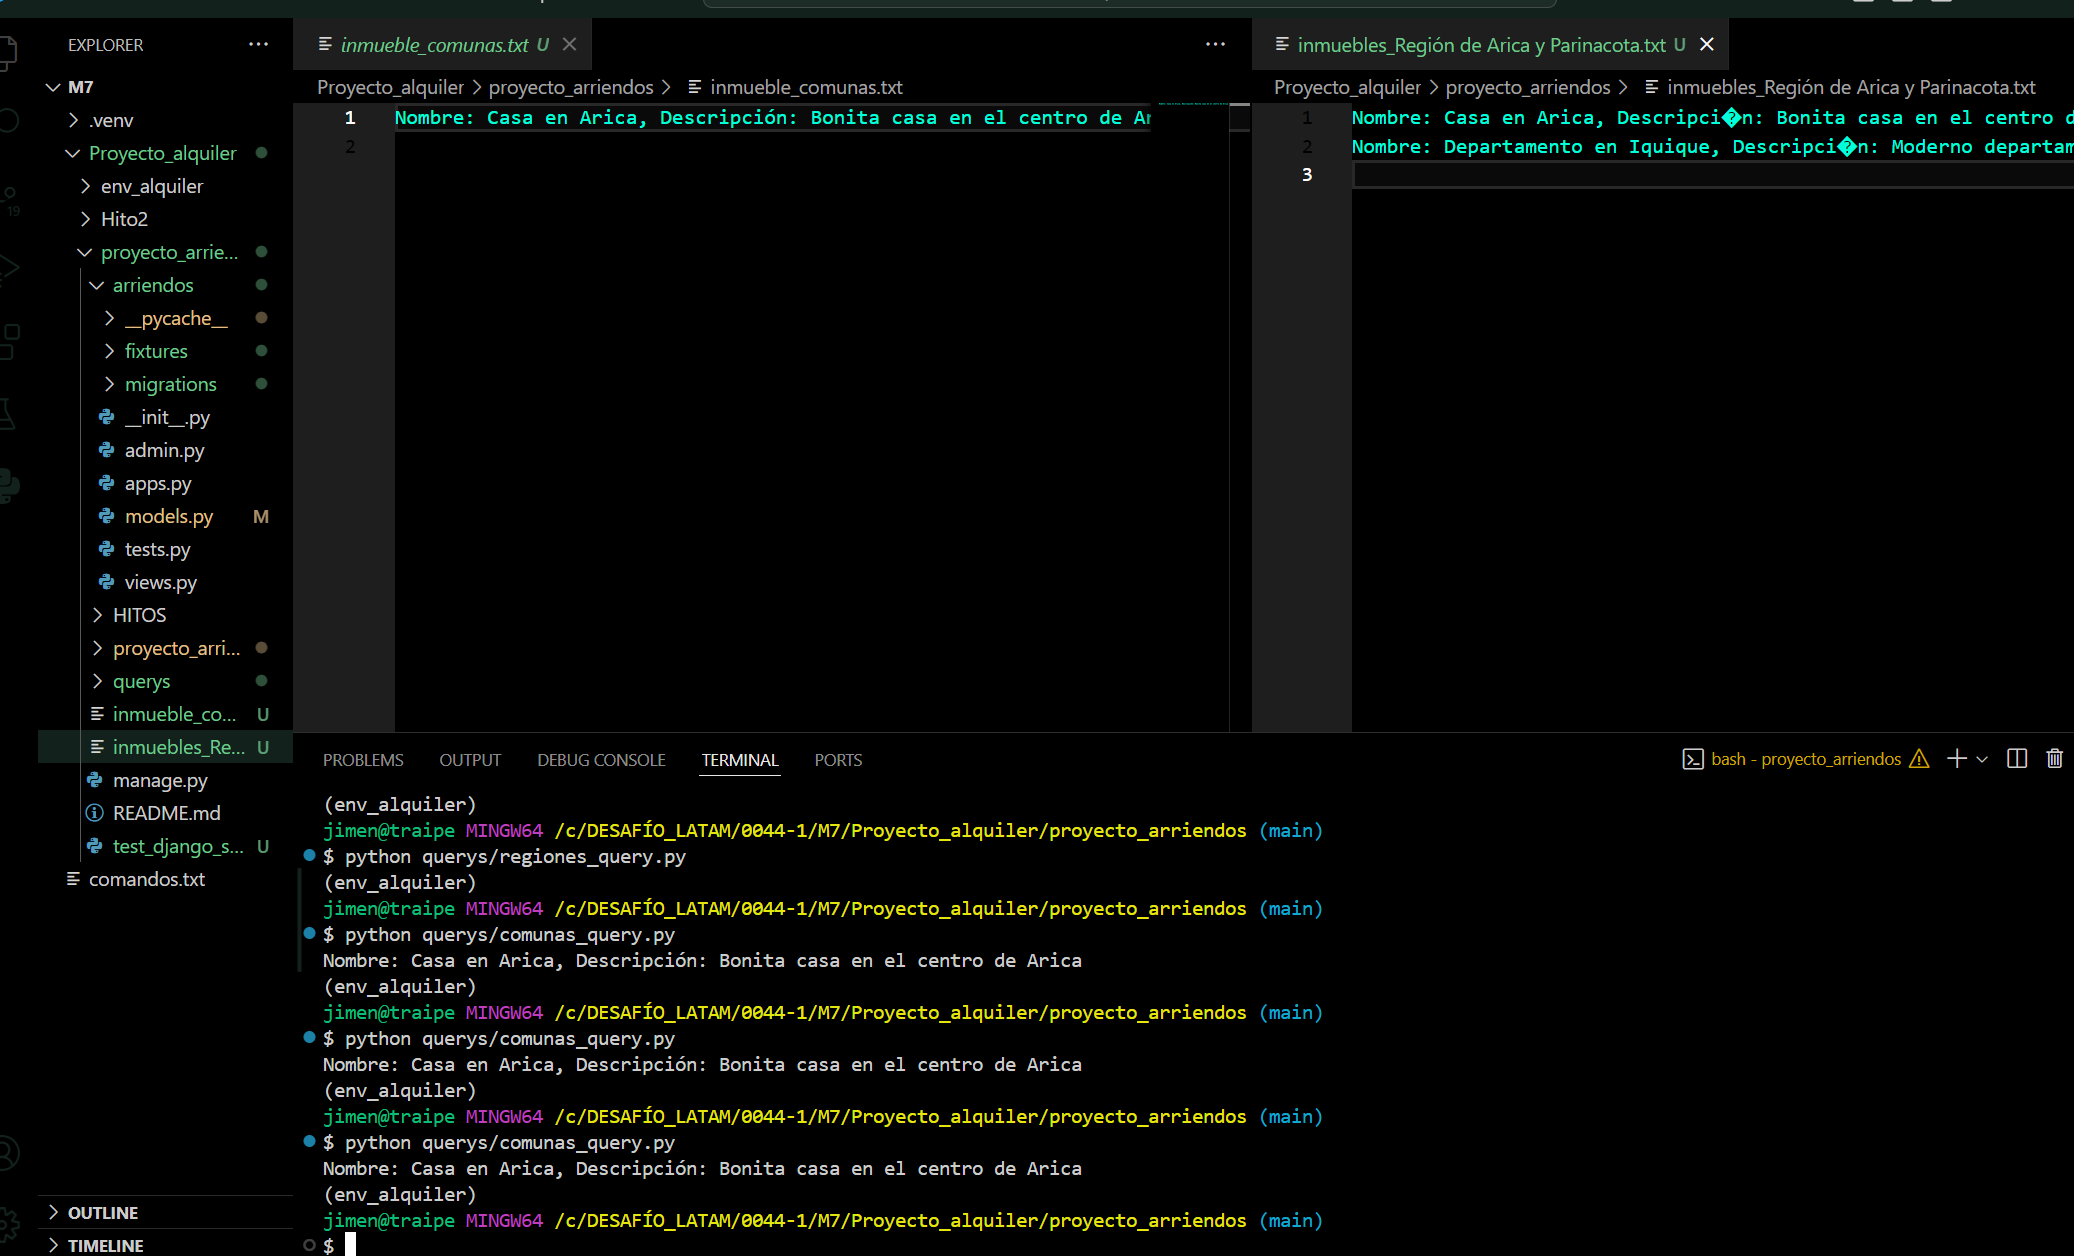 EXPLORER
M7
.venv
Proyecto_alquiler
env_alquiler
Hito2
proyecto_arrie...
arriendos
__pycache__
fixtures
migrations
__init__.py
admin.py
apps.py
models.py M
tests.py
views.py
HITOS
proyecto_arri...
querys
inmueble_co... U
inmuebles_Re... U
manage.py
README.md
test_django_s... U
comandos.txt
OUTLINE
TIMELINE
19
inmueble_comunas.txt U
Proyecto_alquiler > proyecto_arriendos > inmueble_comunas.txt
1 Nombre: Casa en Arica, Descripción: Bonita casa en el centro de Ar
2
inmuebles_Región de Arica y Parinacota.txt U
Proyecto_alquiler > proyecto_arriendos > inmuebles_Región de Arica y Parinacota.txt
1 Nombre: Casa en Arica, Descripci�n: Bonita casa en el centro d
2 Nombre: Departamento en Iquique, Descripci�n: Moderno departam
3
PROBLEMS OUTPUT DEBUG CONSOLE TERMINAL PORTS
bash - proyecto_arriendos
(env_alquiler)
jimen@traipe MINGW64 /c/DESAFÍO_LATAM/0044-1/M7/Proyecto_alquiler/proyecto_arriendos (main)
$ python querys/regiones_query.py
(env_alquiler)
jimen@traipe MINGW64 /c/DESAFÍO_LATAM/0044-1/M7/Proyecto_alquiler/proyecto_arriendos (main)
$ python querys/comunas_query.py
Nombre: Casa en Arica, Descripción: Bonita casa en el centro de Arica
(env_alquiler)
jimen@traipe MINGW64 /c/DESAFÍO_LATAM/0044-1/M7/Proyecto_alquiler/proyecto_arriendos (main)
$ python querys/comunas_query.py
Nombre: Casa en Arica, Descripción: Bonita casa en el centro de Arica
(env_alquiler)
jimen@traipe MINGW64 /c/DESAFÍO_LATAM/0044-1/M7/Proyecto_alquiler/proyecto_arriendos (main)
$ python querys/comunas_query.py
Nombre: Casa en Arica, Descripción: Bonita casa en el centro de Arica
(env_alquiler)
jimen@traipe MINGW64 /c/DESAFÍO_LATAM/0044-1/M7/Proyecto_alquiler/proyecto_arriendos (main)
$